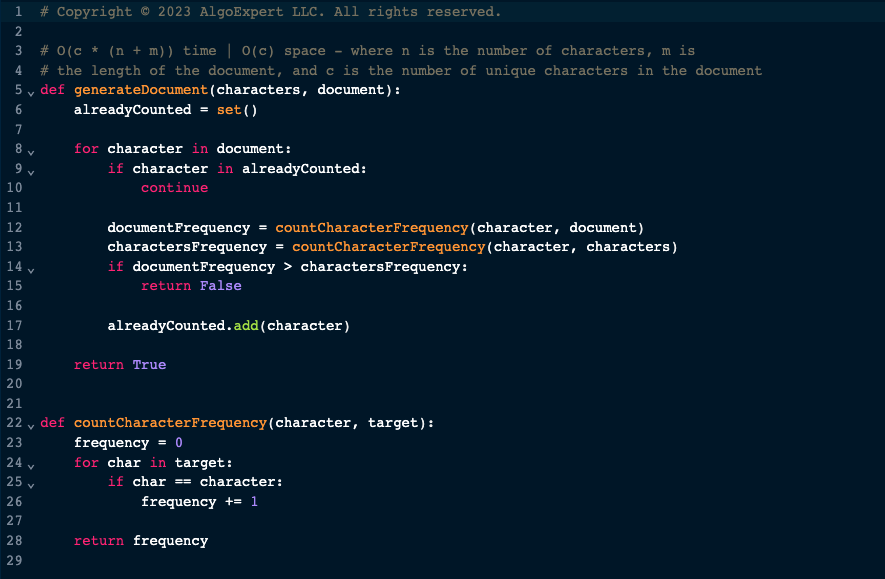 1 # Copyright © 2023 AlgoExpert LLC. All rights reserved.
2
3 # O(c * (n + m)) time | O(c) space - where n is the number of characters, m is
4 # the length of the document, and c is the number of unique characters in the document
5 def generateDocument(characters, document):
6     alreadyCounted = set()
7
8     for character in document:
9         if character in alreadyCounted:
10             continue
11
12         documentFrequency = countCharacterFrequency(character, document)
13         charactersFrequency = countCharacterFrequency(character, characters)
14         if documentFrequency > charactersFrequency:
15             return False
16
17         alreadyCounted.add(character)
18
19     return True
20
21
22 def countCharacterFrequency(character, target):
23     frequency = 0
24     for char in target:
25         if char == character:
26             frequency += 1
27
28     return frequency
29